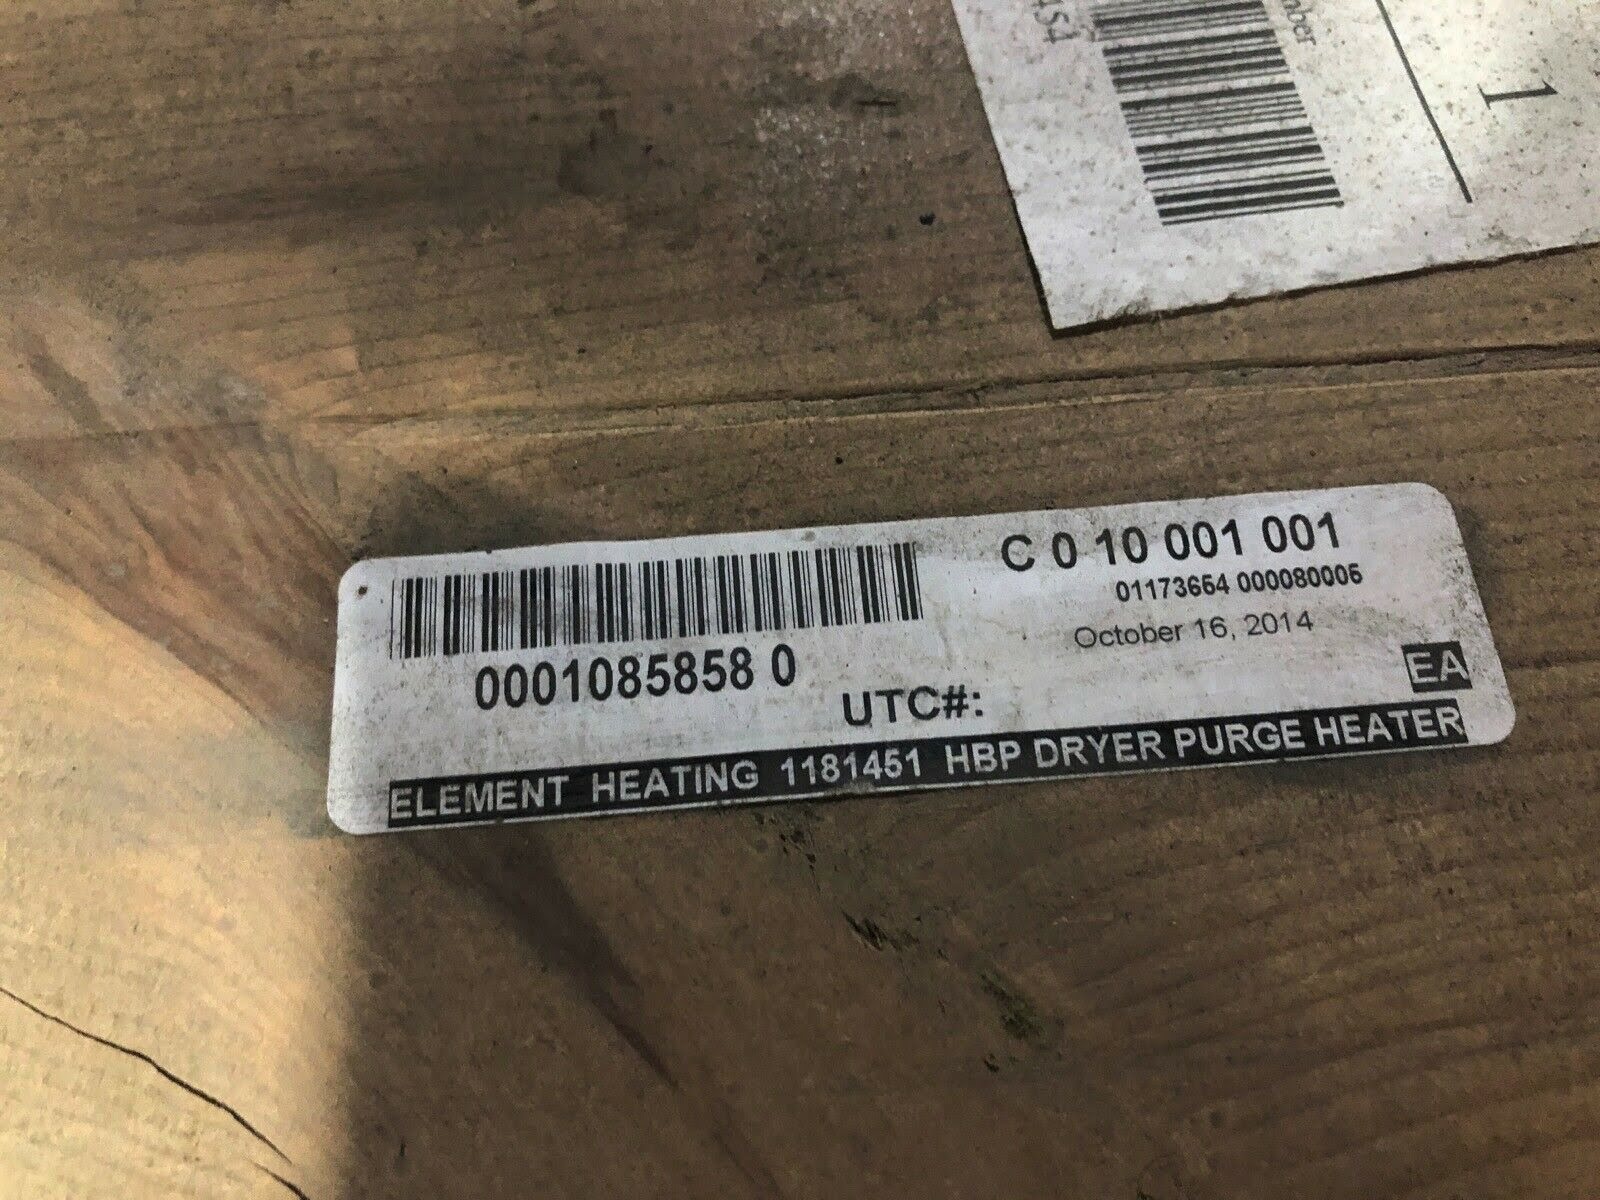 1
C 0 10 001 001
01173654 000080005
October 16, 2014
0001085858 0
EA
UTC#:
ELEMENT HEATING 1181451 HBP DRYER PURGE HEATER